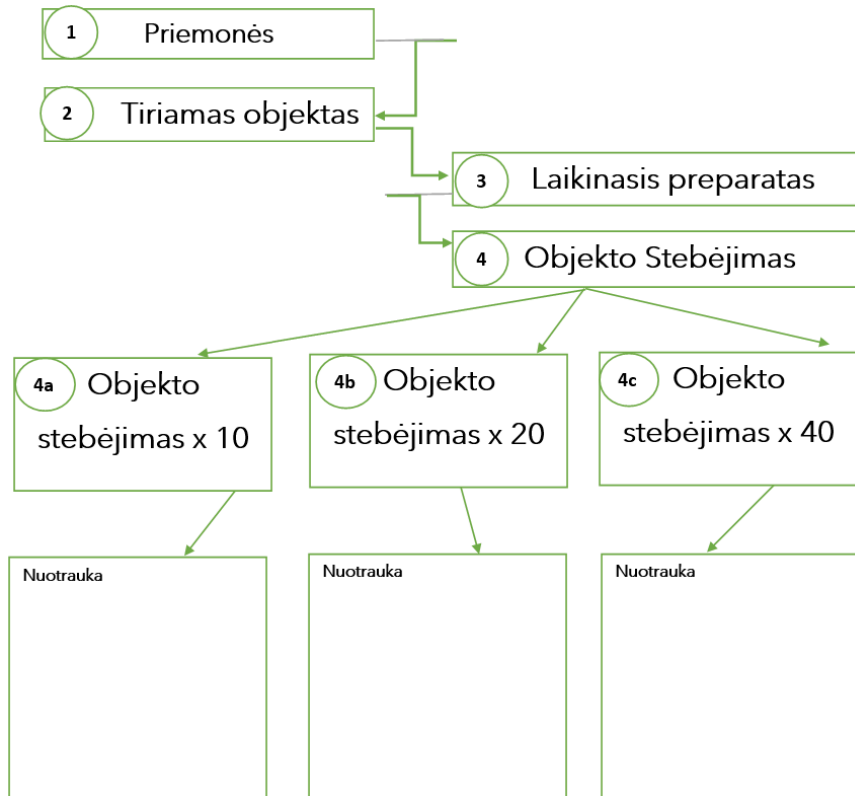 1 Priemonės
2 Tiriamas objektas
3 Laikinasis preparatas
4 Objekto Stebėjimas
4a Objekto
stebėjimas x 10
4b Objekto
stebėjimas x 20
4c Objekto
stebėjimas x 40
Nuotrauka
Nuotrauka
Nuotrauka